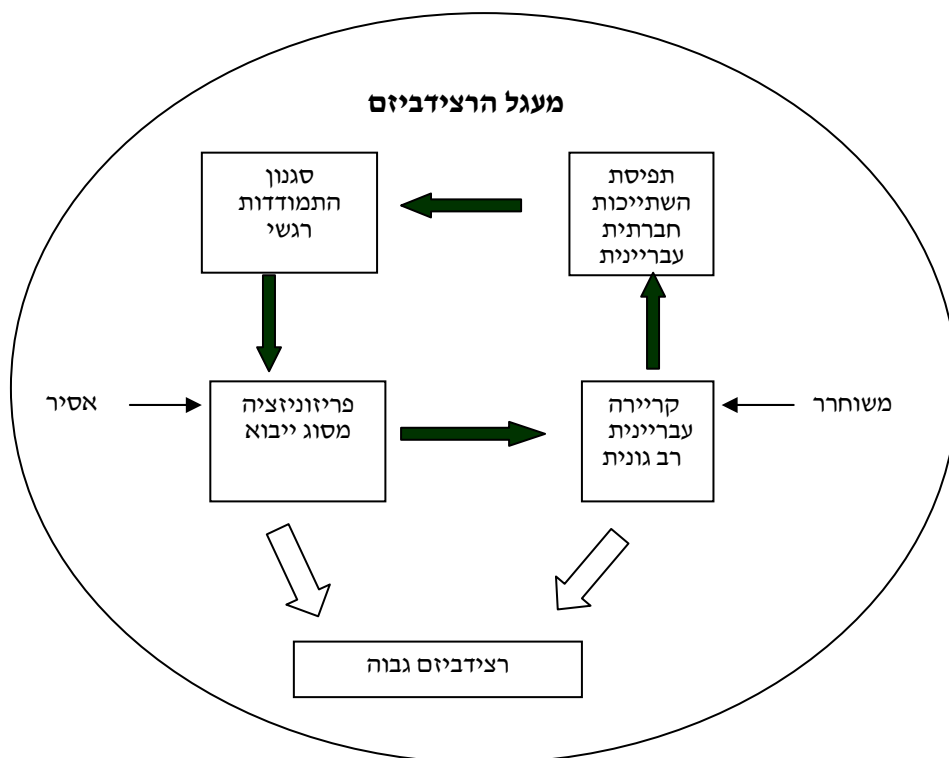 מעגל הרצידביזם
תפיסת
השתייכות
חברתית
עבריינית
סגנון
התמודדות
רגשי
משוחרר
קריירה
עבריינית
רב גונית
פריזוניזציה
מסוג ייבוא
אסיר
רצידביזם גבוה